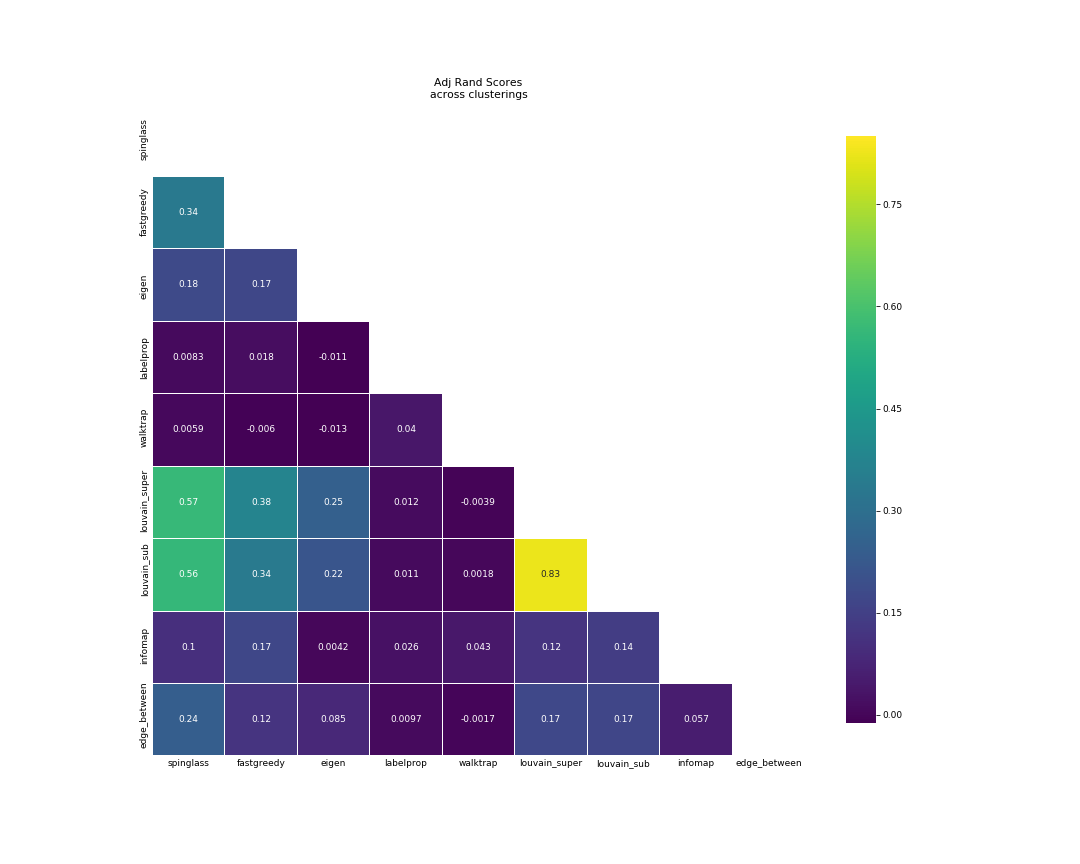 Adj Rand Scores
across clusterings
spinglass
fastgreedy
0.34
eigen
0.18 0.17
labelprop
0.0083 0.018 -0.011
walktrap
0.0059 -0.006 -0.013 0.04
louvain_super
0.57 0.38 0.25 0.012 -0.0039
louvain_sub
0.56 0.34 0.22 0.011 0.0018 0.83
infomap
0.1 0.17 0.0042 0.026 0.043 0.12 0.14
edge_between
0.24 0.12 0.085 0.0097 -0.0017 0.17 0.17 0.057
spinglass fastgreedy eigen labelprop walktrap louvain_super louvain_sub infomap edge_between
0.75
0.60
0.45
0.30
0.15
0.00